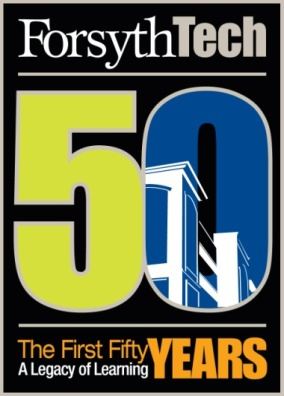 ForsythTech
50
The First Fifty YEARS
A Legacy of Learning